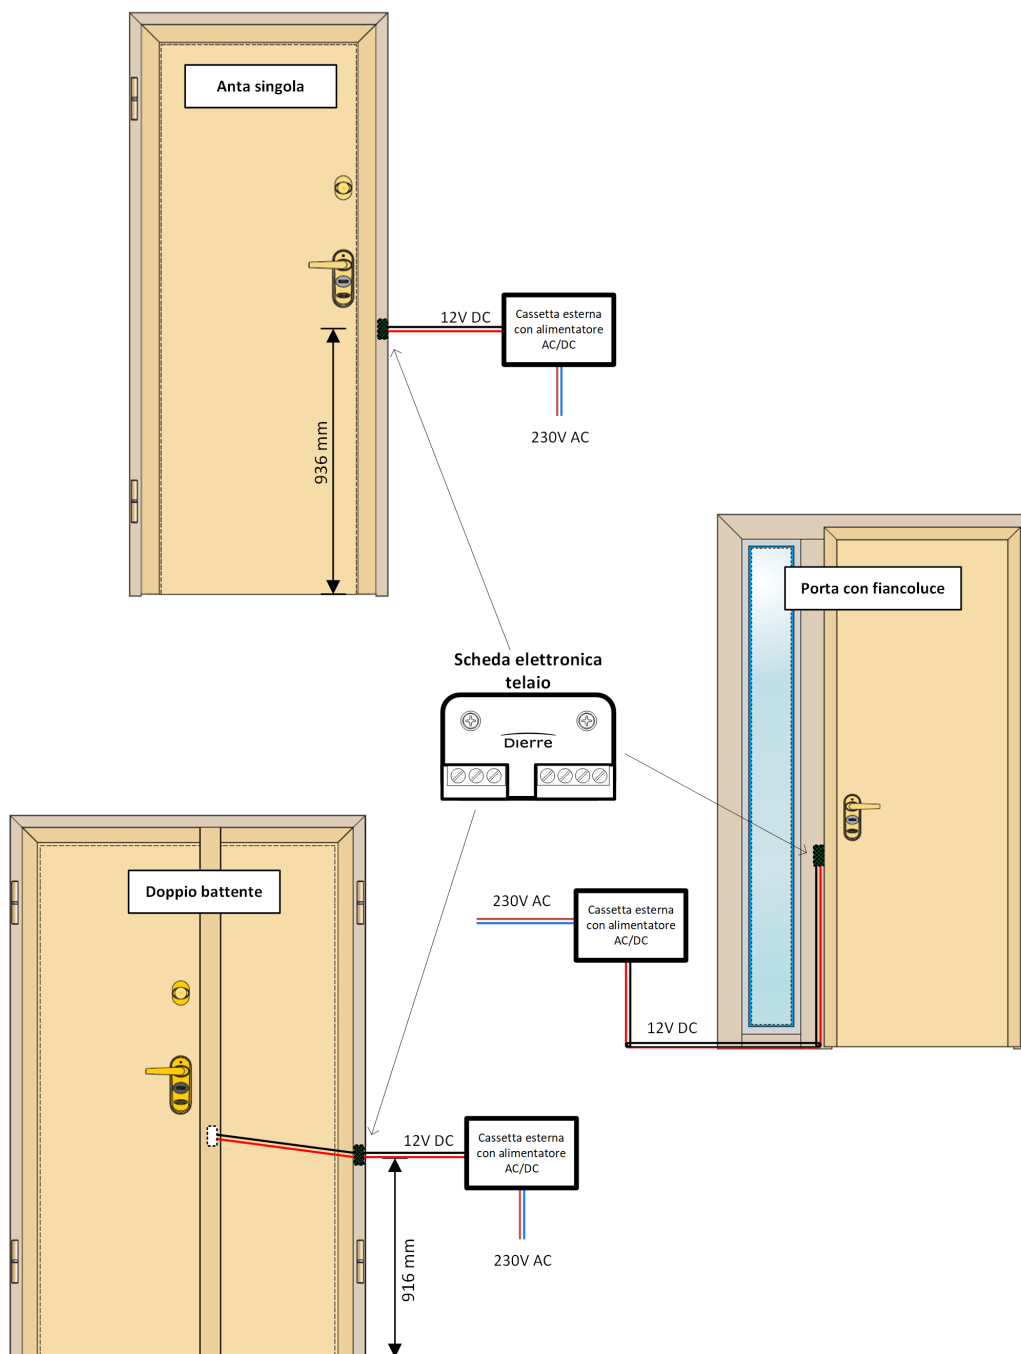 Anta singola
12V DC
Cassetta esterna
con alimentatore
AC/DC
936 mm
230V AC
Porta con fiancoluce
Scheda elettronica
telaio
Dierre
Doppio battente
230V AC
Cassetta esterna
con alimentatore
AC/DC
12V DC
12V DC
Cassetta esterna
con alimentatore
AC/DC
916 mm
230V AC